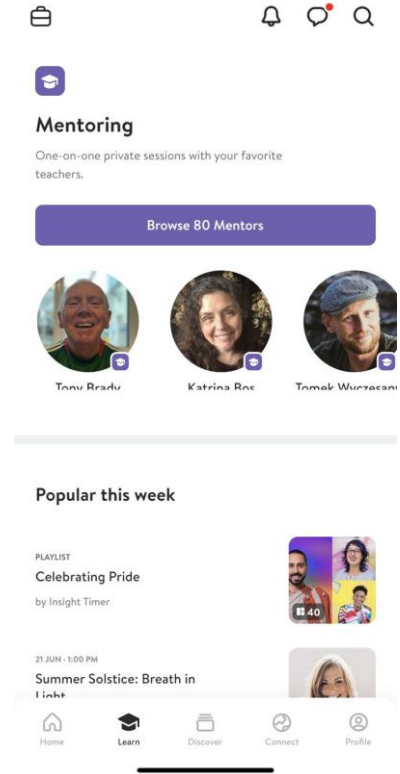 Mentoring
One-on-one private sessions with your favorite
teachers.
Browse 80 Mentors
Tony Brady
Katrina Bos
Tomek Wyczesany
Popular this week
PLAYLIST
Celebrating Pride
by Insight Timer
40
21 JUN · 1:00 PM
Summer Solstice: Breath in
Light
Home
Learn
Discover
Connect
Profile